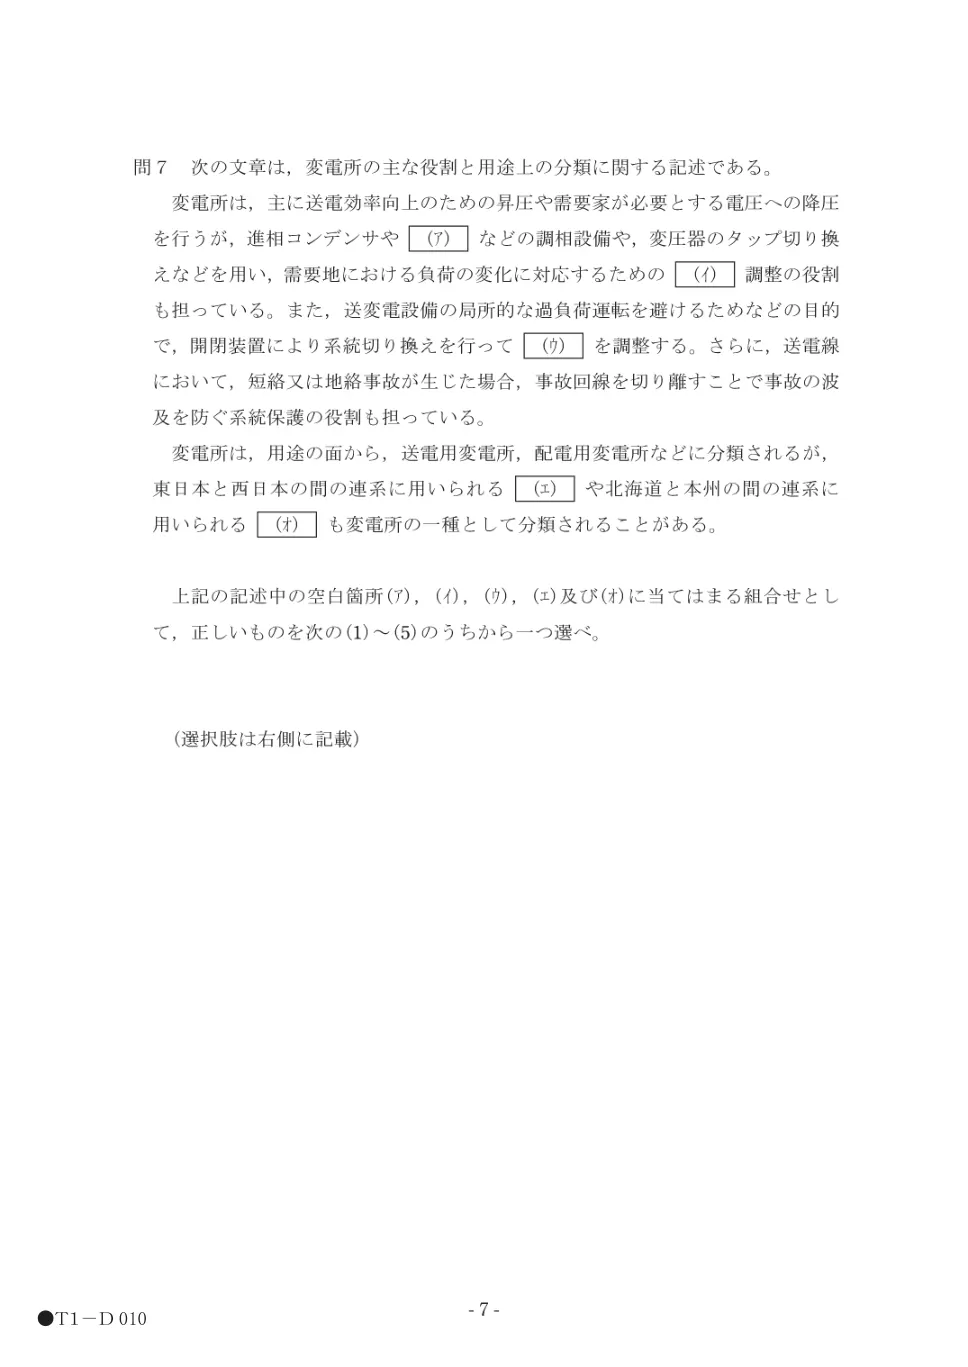 問７　次の文章は，変電所の主な役割と用途上の分類に関する記述である。
変電所は，主に送電効率向上のための昇圧や需要家が必要とする電圧への降圧
を行うが，進相コンデンサや (ｱ) などの調相設備や，変圧器のタップ切り換
えなどを用い，需要地における負荷の変化に対応するための (ｲ) 調整の役割
も担っている。また，送変電設備の局所的な過負荷運転を避けるためなどの目的
で，開閉装置により系統切り換えを行って (ｳ) を調整する。さらに，送電線
において，短絡又は地絡事故が生じた場合，事故回線を切り離すことで事故の波
及を防ぐ系統保護の役割も担っている。
変電所は，用途の面から，送電用変電所，配電用変電所などに分類されるが，
東日本と西日本の間の連系に用いられる (ｴ) や北海道と本州の間の連系に
用いられる (ｵ) も変電所の一種として分類されることがある。
上記の記述中の空白箇所(ｱ)，(ｲ)，(ｳ)，(ｴ)及び(ｵ)に当てはまる組合せとし
て，正しいものを次の(1)～(5)のうちから一つ選べ。
（選択肢は右側に記載）
- 7 -
●T1－D 010